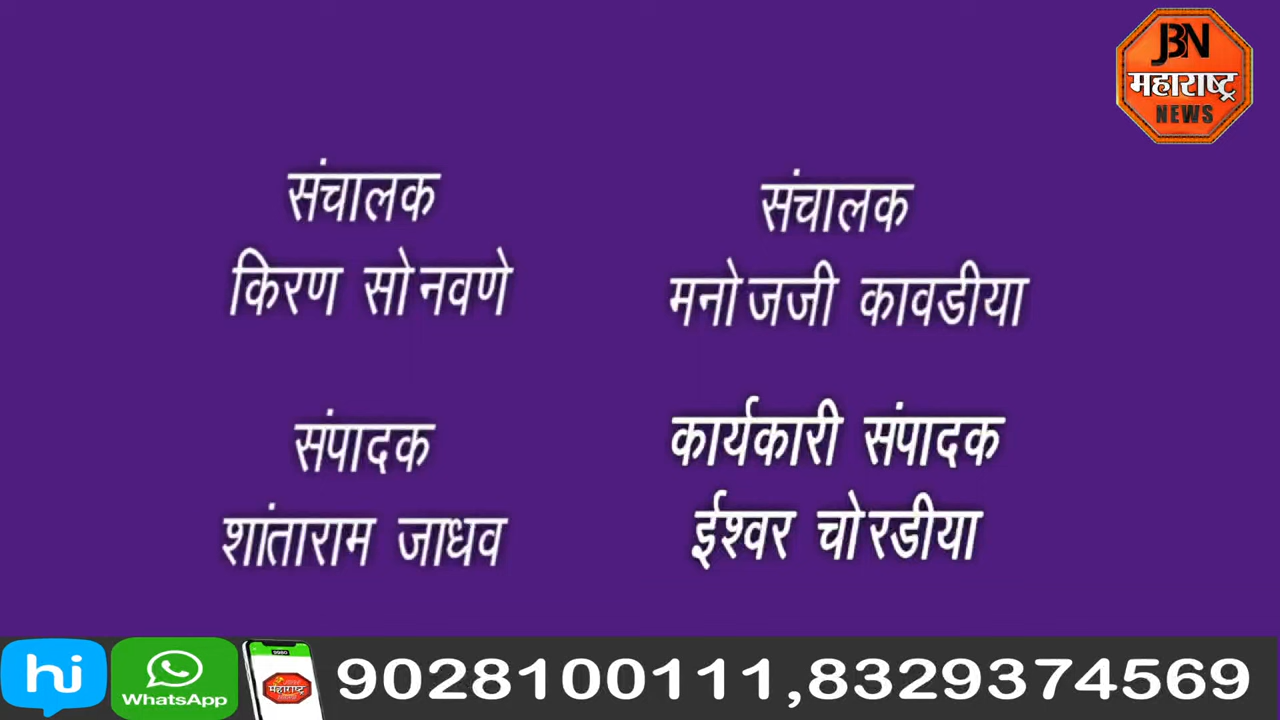 JBN
महाराष्ट्र
NEWS
संचालक
किरण सोनवणे
संचालक
मनोजजी कावडीया
संपादक
शांताराम जाधव
कार्यकारी संपादक
ईश्वर चोरडीया
hi
WhatsApp
महाराष्ट्र
9028100111,8329374569